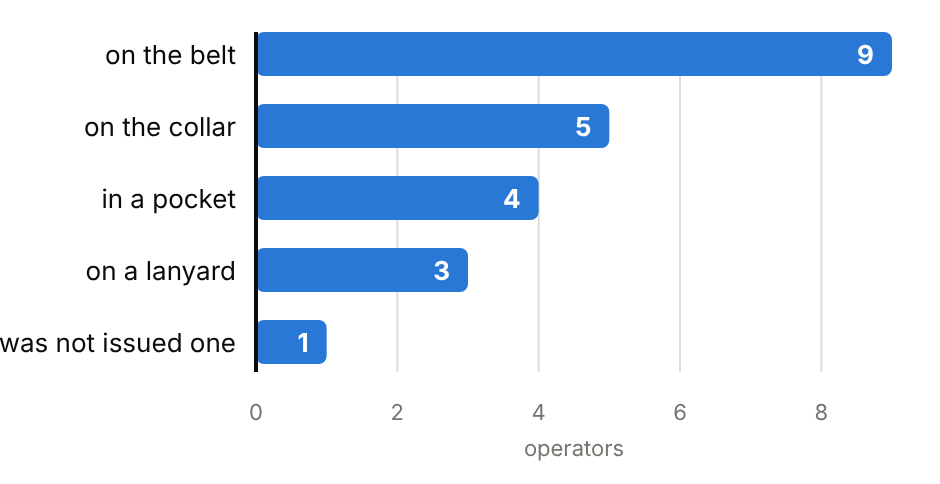 on the belt 9
on the collar 5
in a pocket 4
on a lanyard 3
was not issued one 1
0 2 4 6 8
operators